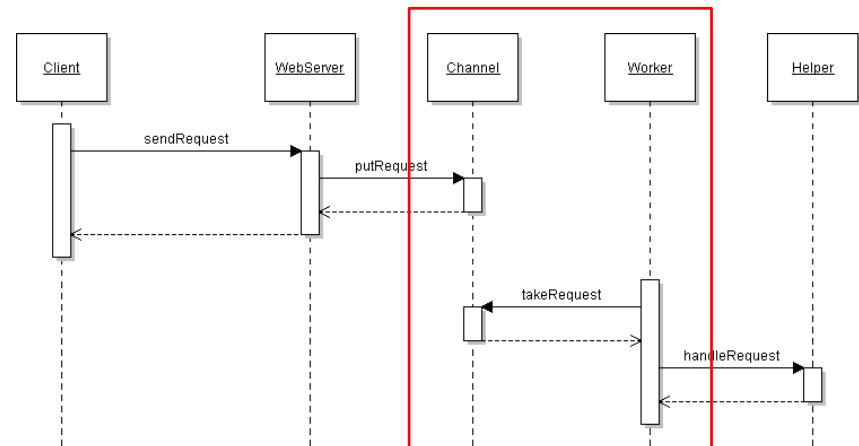 Client
WebServer
Channel
Worker
Helper
sendRequest
putRequest
takeRequest
handleRequest